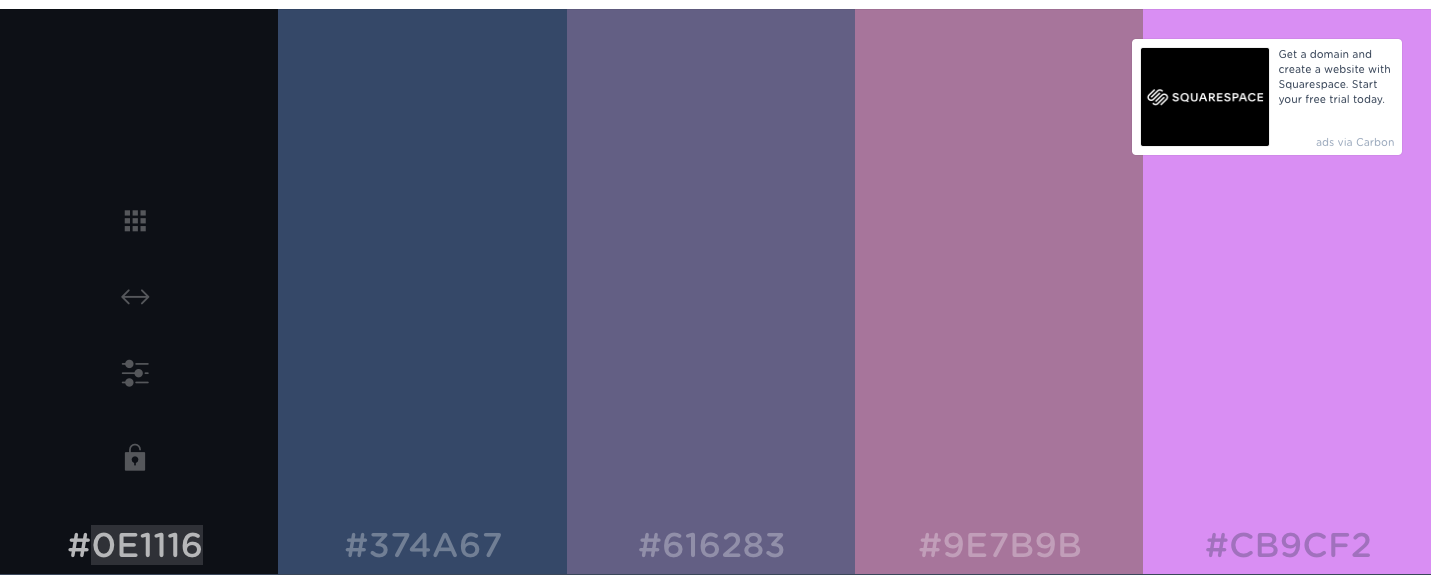 Get a domain and
create a website with
Squarespace. Start
your free trial today.
SQUARESPACE
ads via Carbon
#0E1116
#374A67
#616283
#9E7B9B
#CB9CF2